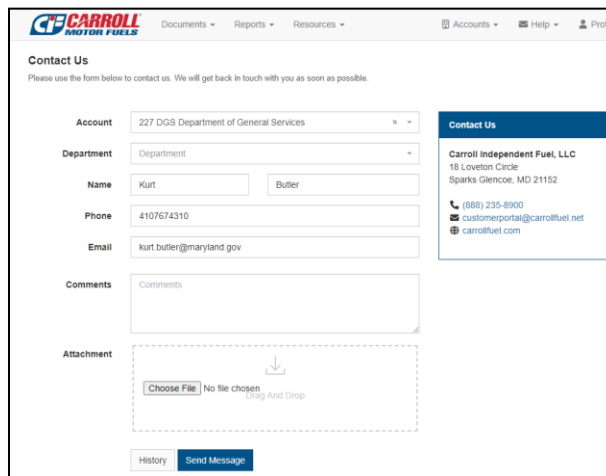 CIF CARROLL
MOTOR FUELS
Documents
Reports
Resources
Accounts
Help
Contact Us
Please use the form below to contact us. We will get back in touch with you as soon as possible.
Account
227 DGS Department of General Services
×
Department
Department
Name
Kurt
Butler
Phone
4107674310
Email
kurt.butler@maryland.gov
Comments
Comments
Attachment
Choose File No file chosen
Drag And Drop
History
Send Message
Contact Us
Carroll Independent Fuel, LLC
18 Loveton Circle
Sparks Glencoe, MD 21152
(888) 235-8900
customerportal@carrollfuel.net
carrollfuel.com